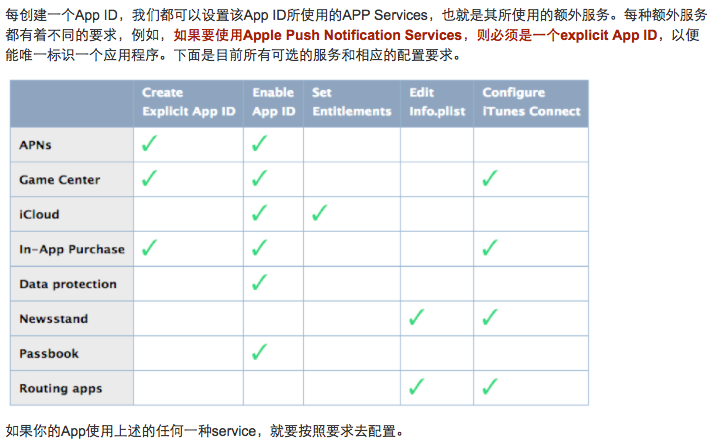 每创建一个App ID，我们都可以设置该App ID所使用的APP Services，也就是其所使用的额外服务。每种额外服务
都有着不同的要求，例如，如果要使用Apple Push Notification Services，则必须是一个explicit App ID，以便
能唯一标识一个应用程序。下面是目前所有可选的服务和相应的配置要求。
Create Explicit App ID Enable App ID Set Entitlements Edit Info.plist Configure iTunes Connect
APNs ✓ ✓
Game Center ✓ ✓ ✓
iCloud ✓ ✓
In-App Purchase ✓ ✓ ✓
Data protection ✓
Newsstand ✓ ✓
Passbook ✓
Routing apps ✓ ✓
如果你的App使用上述的任何一种service，就要按照要求去配置。